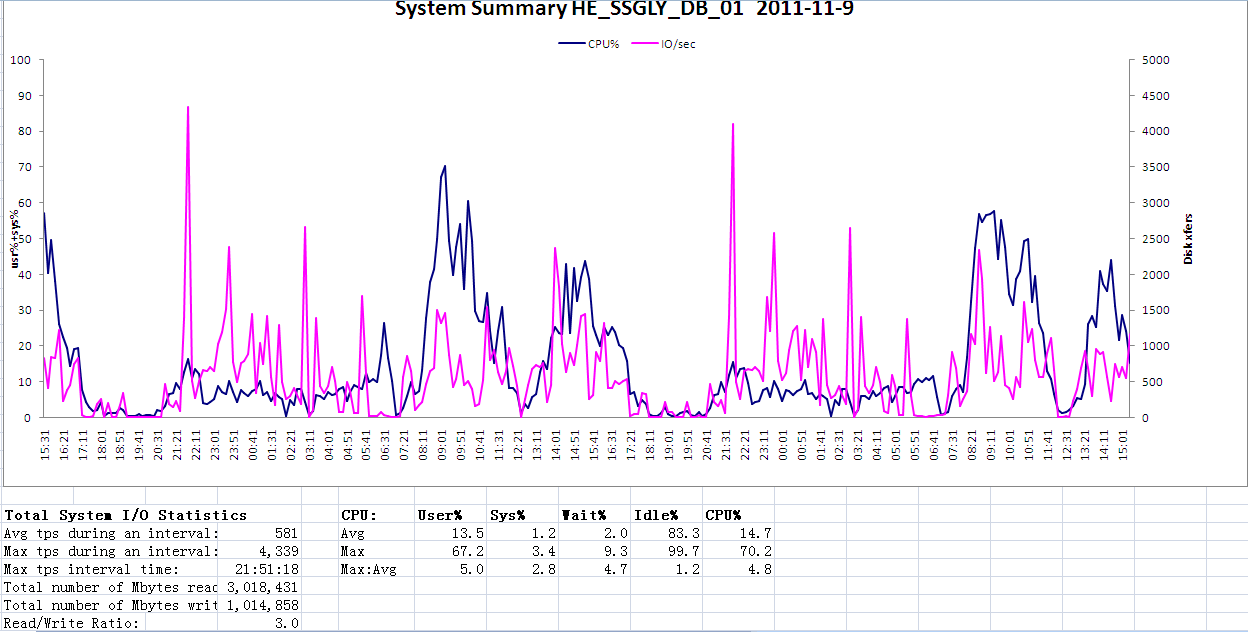 System Summary HE_SSGLY_DB_01 2011-11-9
CPU% IO/sec
100 5000
90 4500
80 4000
70 3500
60 3000
50 2500
40 2000
30 1500
20 1000
10 500
0 0
usr%+sys%
Disk xfers
15:31 16:21 17:11 18:01 18:51 19:41 20:31 21:21 22:11 23:01 23:51 00:41 01:31 02:21 03:11 04:01 04:51 05:41 06:31 07:21 08:11 09:01 09:51 10:41 11:31 12:21 13:11 14:01 14:51 15:41 16:31 17:21 18:11 19:01 19:51 20:41 21:32 22:22 23:12 00:01 00:51 01:41 02:31 03:21 04:11 05:01 05:51 06:41 07:31 08:21 09:11 10:01 10:51 11:41 12:31 13:21 14:11 15:01
Total System I/O Statistics CPU: User% Sys% Wait% Idle% CPU%
Avg tps during an interval: 581 Avg 13.5 1.2 2.0 83.3 14.7
Max tps during an interval: 4,339 Max 67.2 3.4 9.3 99.7 70.2
Max tps interval time: 21:51:18 Max:Avg 5.0 2.8 4.7 1.2 4.8
Total number of Mbytes read 3,018,431
Total number of Mbytes writ 1,014,858
Read/Write Ratio: 3.0